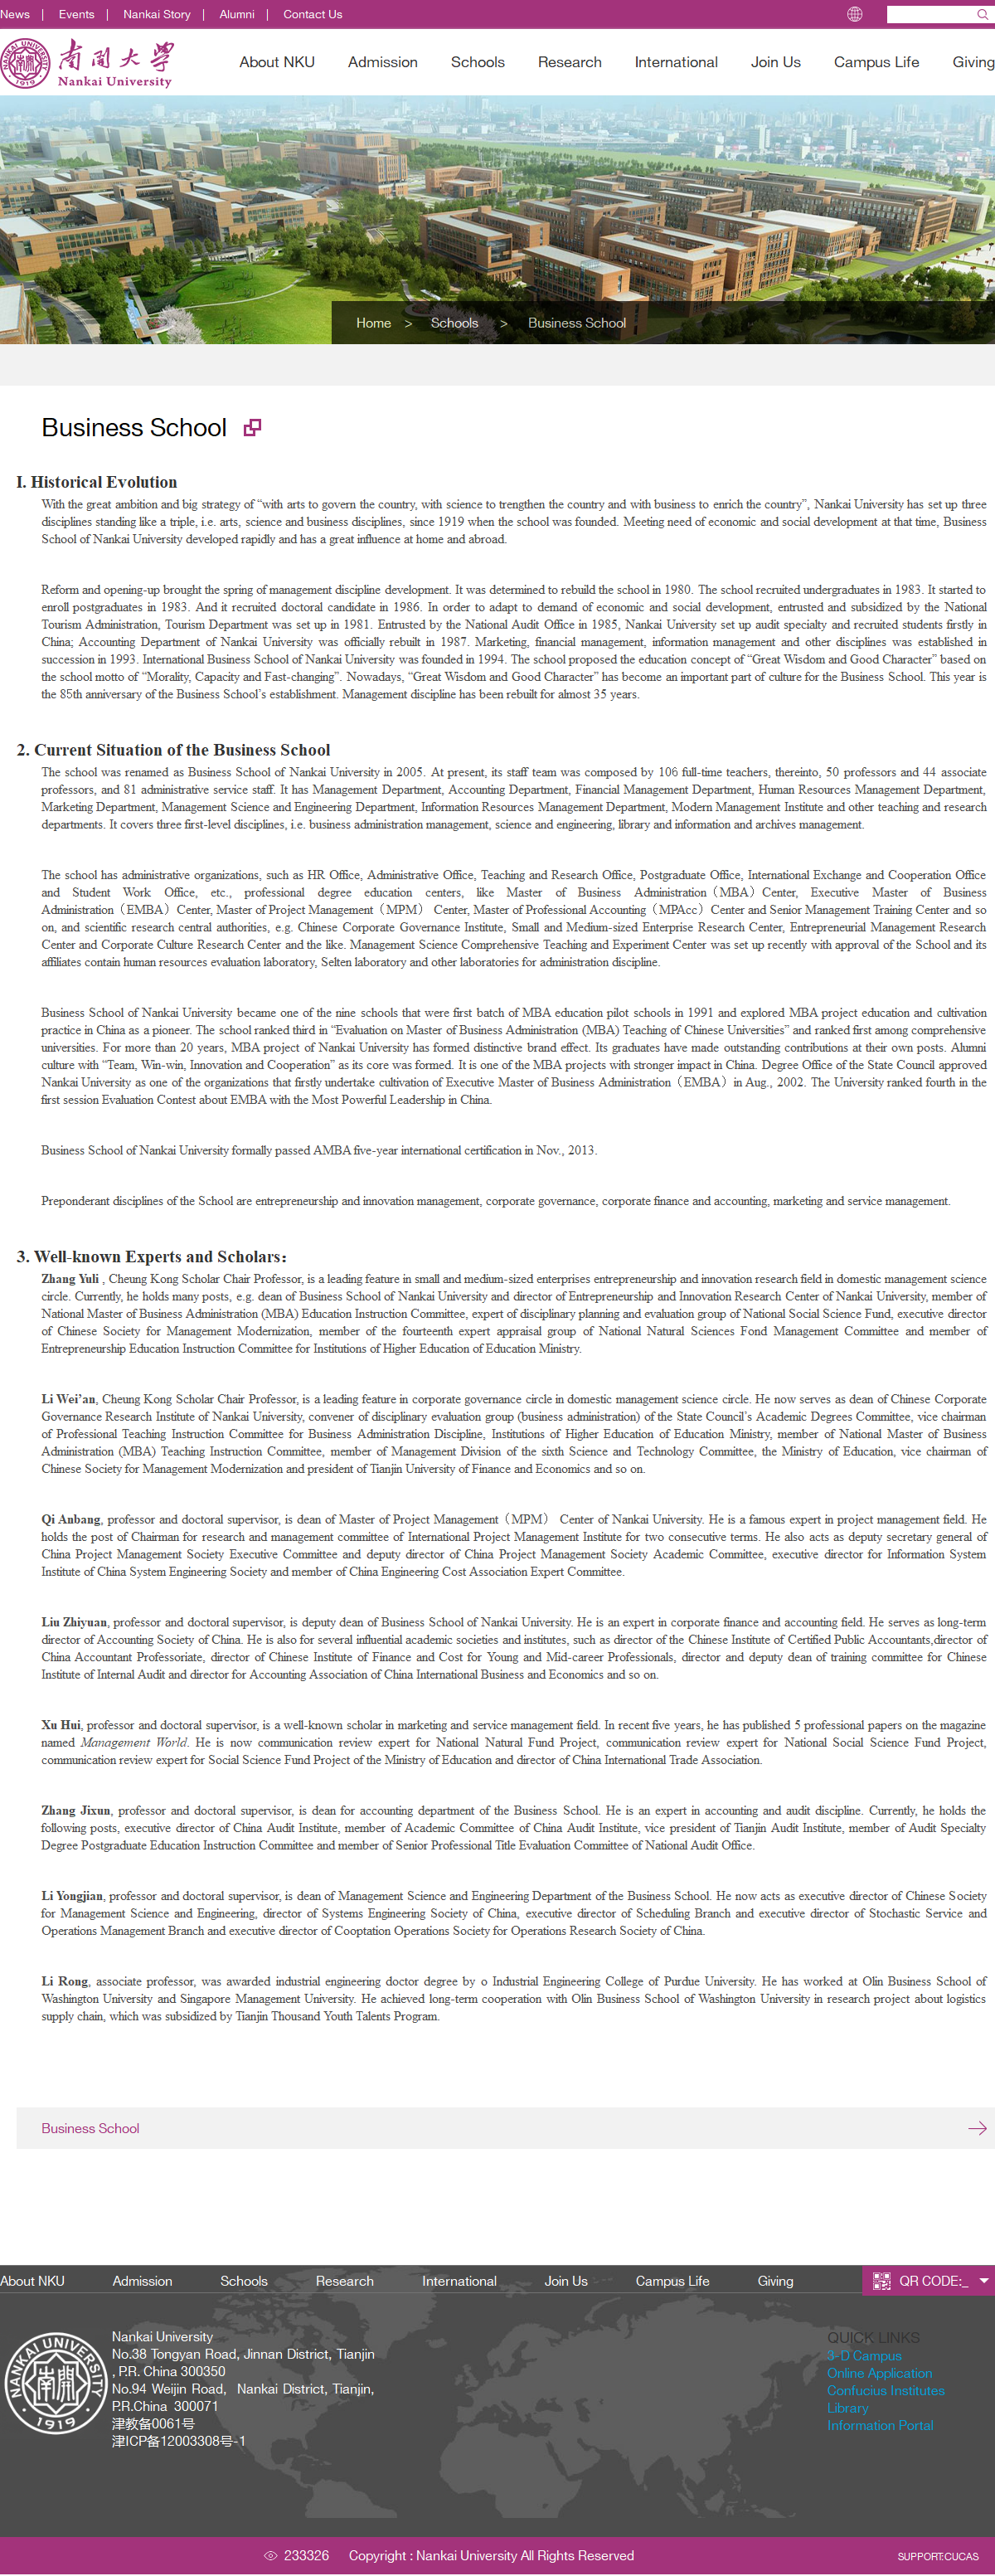 News | Events | Nankai Story | Alumni | Contact Us
南開大學
Nankai University
NANKAI UNIVERSITY
1919
About NKU Admission Schools Research International Join Us Campus Life Giving
Home > Schools > Business School
Business School
I. Historical Evolution
With the great ambition and big strategy of “with arts to govern the country, with science to trengthen the country and with business to enrich the country”, Nankai University has set up three
disciplines standing like a triple, i.e. arts, science and business disciplines, since 1919 when the school was founded. Meeting need of economic and social development at that time, Business
School of Nankai University developed rapidly and has a great influence at home and abroad.
Reform and opening-up brought the spring of management discipline development. It was determined to rebuild the school in 1980. The school recruited undergraduates in 1983. It started to
enroll postgraduates in 1983. And it recruited doctoral candidate in 1986. In order to adapt to demand of economic and social development, entrusted and subsidized by the National
Tourism Administration, Tourism Department was set up in 1981. Entrusted by the National Audit Office in 1985, Nankai University set up audit specialty and recruited students firstly in
China; Accounting Department of Nankai University was officially rebuilt in 1987. Marketing, financial management, information management and other disciplines was established in
succession in 1993. International Business School of Nankai University was founded in 1994. The school proposed the education concept of “Great Wisdom and Good Character” based on
the school motto of “Morality, Capacity and Fast-changing”. Nowadays, “Great Wisdom and Good Character” has become an important part of culture for the Business School. This year is
the 85th anniversary of the Business School’s establishment. Management discipline has been rebuilt for almost 35 years.
2. Current Situation of the Business School
The school was renamed as Business School of Nankai University in 2005. At present, its staff team was composed by 106 full-time teachers, thereinto, 50 professors and 44 associate
professors, and 81 administrative service staff. It has Management Department, Accounting Department, Financial Management Department, Human Resources Management Department,
Marketing Department, Management Science and Engineering Department, Information Resources Management Department, Modern Management Institute and other teaching and research
departments. It covers three first-level disciplines, i.e. business administration management, science and engineering, library and information and archives management.
The school has administrative organizations, such as HR Office, Administrative Office, Teaching and Research Office, Postgraduate Office, International Exchange and Cooperation Office
and Student Work Office, etc., professional degree education centers, like Master of Business Administration（MBA）Center, Executive Master of Business
Administration（EMBA）Center, Master of Project Management（MPM） Center, Master of Professional Accounting（MPAcc）Center and Senior Management Training Center and so
on, and scientific research central authorities, e.g. Chinese Corporate Governance Institute, Small and Medium-sized Enterprise Research Center, Entrepreneurial Management Research
Center and Corporate Culture Research Center and the like. Management Science Comprehensive Teaching and Experiment Center was set up recently with approval of the School and its
affiliates contain human resources evaluation laboratory, Selten laboratory and other laboratories for administration discipline.
Business School of Nankai University became one of the nine schools that were first batch of MBA education pilot schools in 1991 and explored MBA project education and cultivation
practice in China as a pioneer. The school ranked third in “Evaluation on Master of Business Administration (MBA) Teaching of Chinese Universities” and ranked first among comprehensive
universities. For more than 20 years, MBA project of Nankai University has formed distinctive brand effect. Its graduates have made outstanding contributions at their own posts. Alumni
culture with “Team, Win-win, Innovation and Cooperation” as its core was formed. It is one of the MBA projects with stronger impact in China. Degree Office of the State Council approved
Nankai University as one of the organizations that firstly undertake cultivation of Executive Master of Business Administration（EMBA）in Aug., 2002. The University ranked fourth in the
first session Evaluation Contest about EMBA with the Most Powerful Leadership in China.
Business School of Nankai University formally passed AMBA five-year international certification in Nov., 2013.
Preponderant disciplines of the School are entrepreneurship and innovation management, corporate governance, corporate finance and accounting, marketing and service management.
3. Well-known Experts and Scholars：
Zhang Yuli , Cheung Kong Scholar Chair Professor, is a leading feature in small and medium-sized enterprises entrepreneurship and innovation research field in domestic management science
circle. Currently, he holds many posts, e.g. dean of Business School of Nankai University and director of Entrepreneurship and Innovation Research Center of Nankai University, member of
National Master of Business Administration (MBA) Education Instruction Committee, expert of disciplinary planning and evaluation group of National Social Science Fund, executive director
of Chinese Society for Management Modernization, member of the fourteenth expert appraisal group of National Natural Sciences Fond Management Committee and member of
Entrepreneurship Education Instruction Committee for Institutions of Higher Education of Education Ministry.
Li Wei’an, Cheung Kong Scholar Chair Professor, is a leading feature in corporate governance circle in domestic management science circle. He now serves as dean of Chinese Corporate
Governance Research Institute of Nankai University, convener of disciplinary evaluation group (business administration) of the State Council’s Academic Degrees Committee, vice chairman
of Professional Teaching Instruction Committee for Business Administration Discipline, Institutions of Higher Education of Education Ministry, member of National Master of Business
Administration (MBA) Teaching Instruction Committee, member of Management Division of the sixth Science and Technology Committee, the Ministry of Education, vice chairman of
Chinese Society for Management Modernization and president of Tianjin University of Finance and Economics and so on.
Qi Anbang, professor and doctoral supervisor, is dean of Master of Project Management（MPM） Center of Nankai University. He is a famous expert in project management field. He
holds the post of Chairman for research and management committee of International Project Management Institute for two consecutive terms. He also acts as deputy secretary general of
China Project Management Society Executive Committee and deputy director of China Project Management Society Academic Committee, executive director for Information System
Institute of China System Engineering Society and member of China Engineering Cost Association Expert Committee.
Liu Zhiyuan, professor and doctoral supervisor, is deputy dean of Business School of Nankai University. He is an expert in corporate finance and accounting field. He serves as long-term
director of Accounting Society of China. He is also for several influential academic societies and institutes, such as director of the Chinese Institute of Certified Public Accountants,director of
China Accountant Professoriate, director of Chinese Institute of Finance and Cost for Young and Mid-career Professionals, director and deputy dean of training committee for Chinese
Institute of Internal Audit and director for Accounting Association of China International Business and Economics and so on.
Xu Hui, professor and doctoral supervisor, is a well-known scholar in marketing and service management field. In recent five years, he has published 5 professional papers on the magazine
named Management World. He is now communication review expert for National Natural Fund Project, communication review expert for National Social Science Fund Project,
communication review expert for Social Science Fund Project of the Ministry of Education and director of China International Trade Association.
Zhang Jixun, professor and doctoral supervisor, is dean for accounting department of the Business School. He is an expert in accounting and audit discipline. Currently, he holds the
following posts, executive director of China Audit Institute, member of Academic Committee of China Audit Institute, vice president of Tianjin Audit Institute, member of Audit Specialty
Degree Postgraduate Education Instruction Committee and member of Senior Professional Title Evaluation Committee of National Audit Office.
Li Yongjian, professor and doctoral supervisor, is dean of Management Science and Engineering Department of the Business School. He now acts as executive director of Chinese Society
for Management Science and Engineering, director of Systems Engineering Society of China, executive director of Scheduling Branch and executive director of Stochastic Service and
Operations Management Branch and executive director of Cooptation Operations Society for Operations Research Society of China.
Li Rong, associate professor, was awarded industrial engineering doctor degree by o Industrial Engineering College of Purdue University. He has worked at Olin Business School of
Washington University and Singapore Management University. He achieved long-term cooperation with Olin Business School of Washington University in research project about logistics
supply chain, which was subsidized by Tianjin Thousand Youth Talents Program.
Business School
About NKU Admission Schools Research International Join Us Campus Life Giving QR CODE:_
NANKAI UNIVERSITY
1919
Nankai University
No.38 Tongyan Road, Jinnan District, Tianjin
, P.R. China 300350
No.94 Weijin Road, Nankai District, Tianjin,
P.R.China 300071
津教备0061号
津ICP备12003308号-1
QUICK LINKS
3-D Campus
Online Application
Confucius Institutes
Library
Information Portal
233326 Copyright : Nankai University All Rights Reserved
SUPPORT:CUCAS